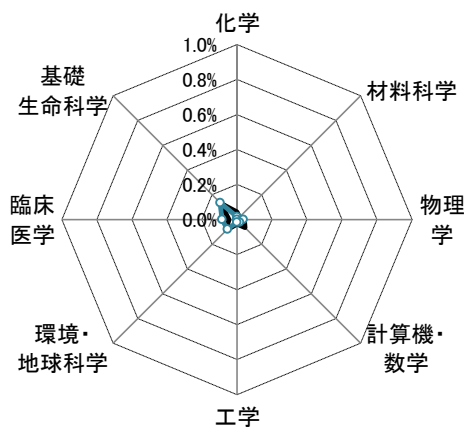 化学
1.0%
0.8%
0.6%
0.4%
0.2%
0.0%
材料科学
物理
学
計算機・
数学
工学
環境・
地球科学
臨床
医学
基礎
生命科学